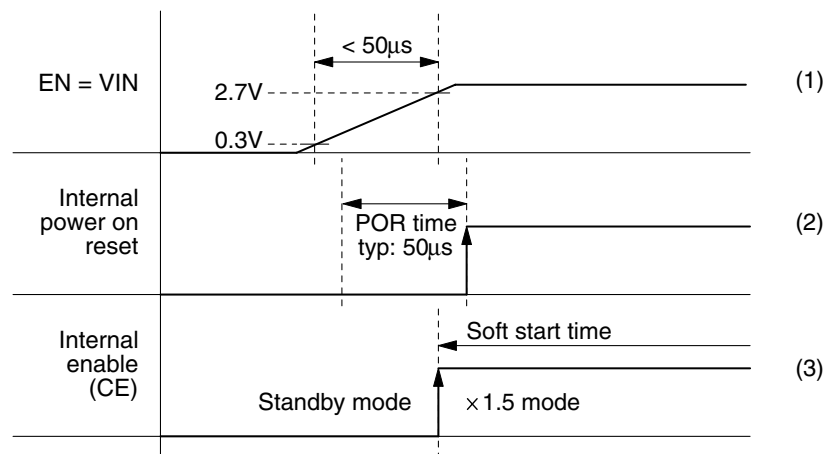 < 50μs
EN = VIN
2.7V
(1)
0.3V
Internal
power on
reset
POR time
typ: 50μs
(2)
Internal
enable
(CE)
Soft start time
Standby mode
×1.5 mode
(3)